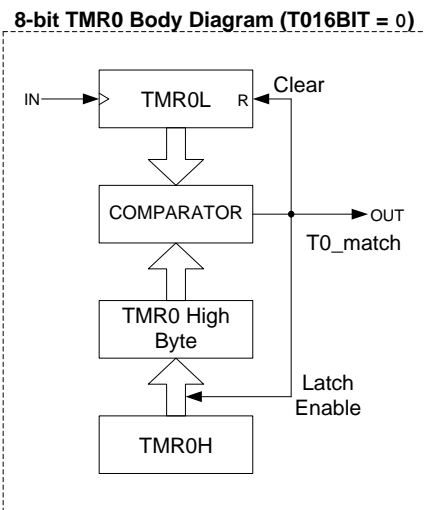 8-bit TMR0 Body Diagram (T016BIT = 0)
Clear
IN
TMR0L
R
COMPARATOR
OUT
T0_match
TMR0 High
Byte
Latch
Enable
TMR0H